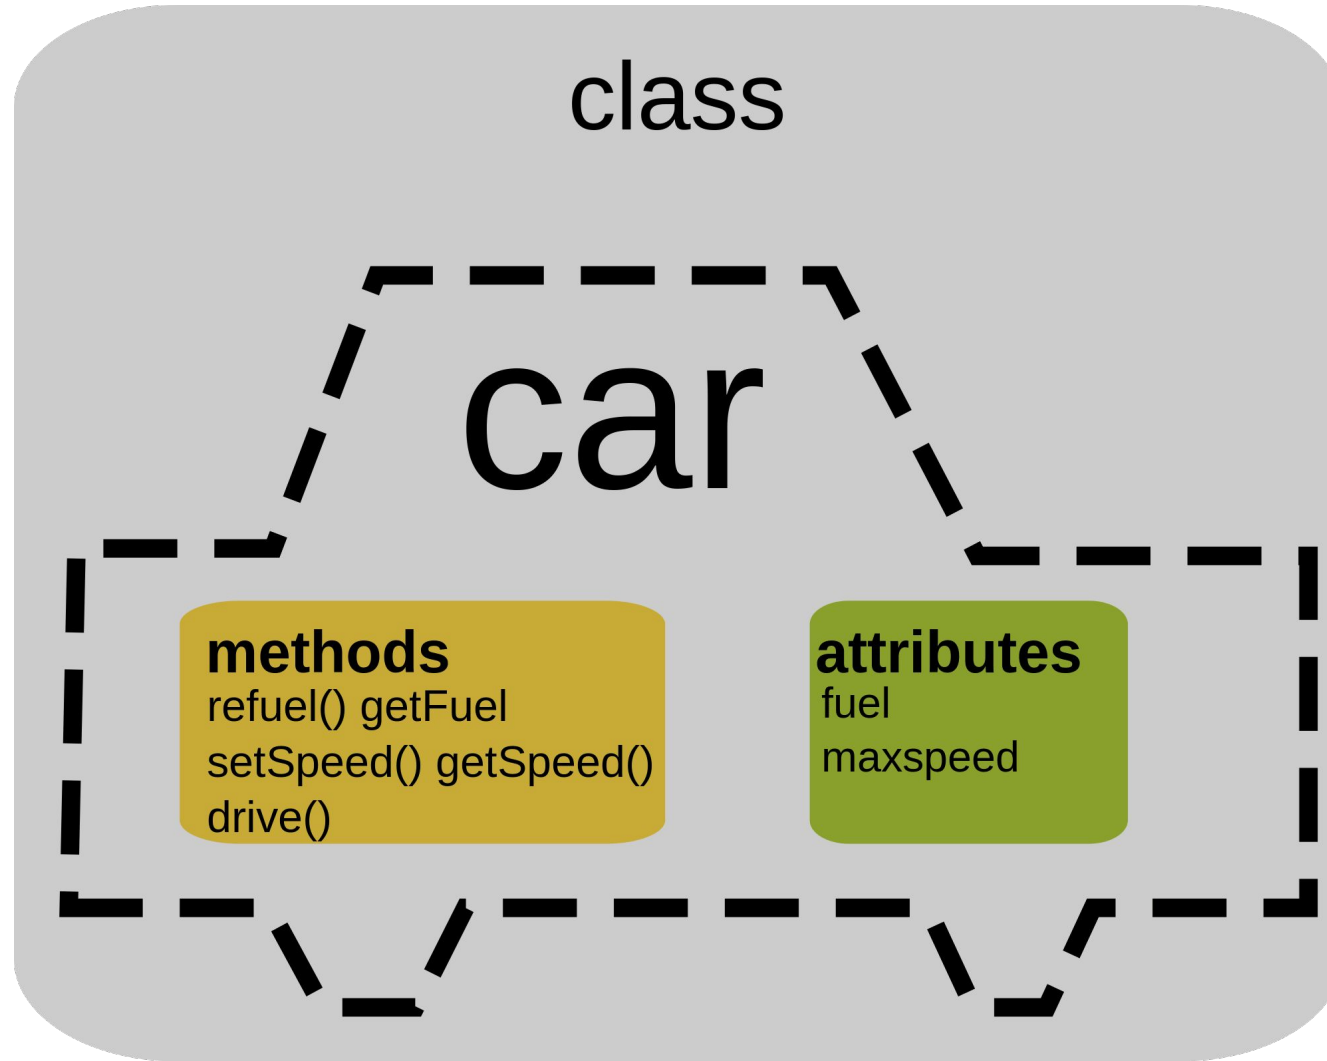 class
car
methods
refuel() getFuel
setSpeed() getSpeed()
drive()
attributes
fuel
maxspeed